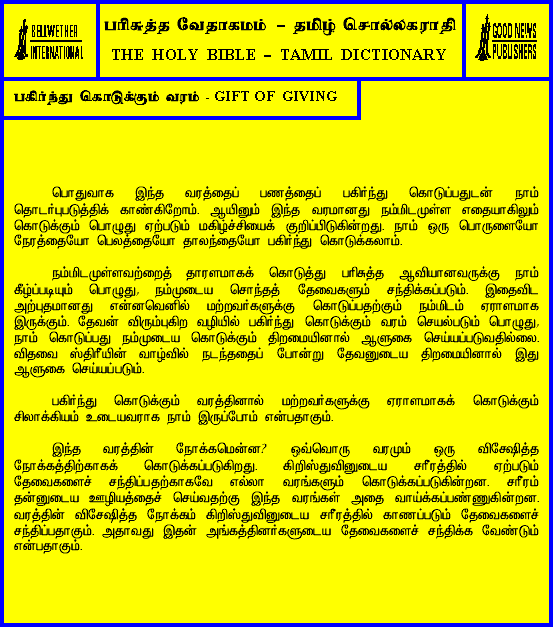 BELLWETHER
INTERNATIONAL
பரிசுத்த வேதாகமம் – தமிழ் சொல்லகராதி
THE HOLY BIBLE – TAMIL DICTIONARY
GOOD NEWS
PUBLISHERS
பகிர்ந்து கொடுக்கும் வரம் - GIFT OF GIVING
பொதுவாக இந்த வரத்தைப் பணத்தைப் பகிர்ந்து கொடுப்பதுடன் நாம்
தொடர்புபடுத்திக் காண்கிறோம். ஆயினும் இந்த வரமானது நம்மிடமுள்ள எதையாகிலும்
கொடுக்கும் பொழுது ஏற்படும் மகிழ்ச்சியைக் குறிப்பிடுகின்றது. நாம் ஒரு பொருளையோ
நேரத்தையோ பெலத்தையோ தாலந்தையோ பகிர்ந்து கொடுக்கலாம்.
நம்மிடமுள்ளவற்றைத் தாரளமாகக் கொடுத்து பரிசுத்த ஆவியானவருக்கு நாம்
கீழ்ப்படியும் பொழுது, நம்முடைய சொந்தத் தேவைகளும் சந்திக்கப்படும். இதைவிட
அற்புதமானது என்னவெனில் மற்றவர்களுக்கு கொடுப்பதற்கும் நம்மிடம் ஏராளமாக
இருக்கும். தேவன் விரும்புகிற வழியில் பகிர்ந்து கொடுக்கும் வரம் செயல்படும் பொழுது,
நாம் கொடுப்பது நம்முடைய கொடுக்கும் திறமையினால் ஆளுகை செய்யப்படுவதில்லை.
விதவை ஸ்திரீயின் வாழ்வில் நடந்ததைப் போன்று தேவனுடைய திறமையினால் இது
ஆளுகை செய்யப்படும்.
பகிர்ந்து கொடுக்கும் வரத்தினால் மற்றவர்களுக்கு ஏராளமாகக் கொடுக்கும்
சிலாக்கியம் உடையவராக நாம் இருப்போம் என்பதாகும்.
இந்த வரத்தின் நோக்கமென்ன? ஒவ்வொரு வரமும் ஒரு விசேஷித்த
நோக்கத்திற்காகக் கொடுக்கப்படுகிறது. கிறிஸ்துவினுடைய சரீரத்தில் ஏற்படும்
தேவைகளைச் சந்திப்பதற்காகவே எல்லா வரங்களும் கொடுக்கப்படுகின்றன. சரீரம்
தன்னுடைய ஊழியத்தைச் செய்வதற்கு இந்த வரங்கள் அதை வாய்க்கப்பண்ணுகின்றன.
வரத்தின் விசேஷித்த நோக்கம் கிறிஸ்துவினுடைய சரீரத்தில் காணப்படும் தேவைகளைச்
சந்திப்பதாகும். அதாவது இதன் அங்கத்தினர்களுடைய தேவைகளைச் சந்திக்க வேண்டும்
என்பதாகும்.